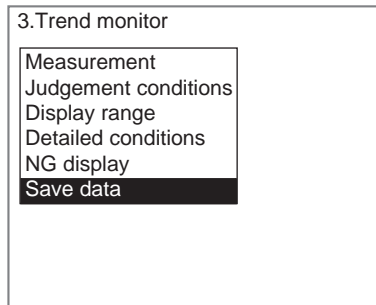 3.Trend monitor
Measurement
Judgement conditions
Display range
Detailed conditions
NG display
Save data